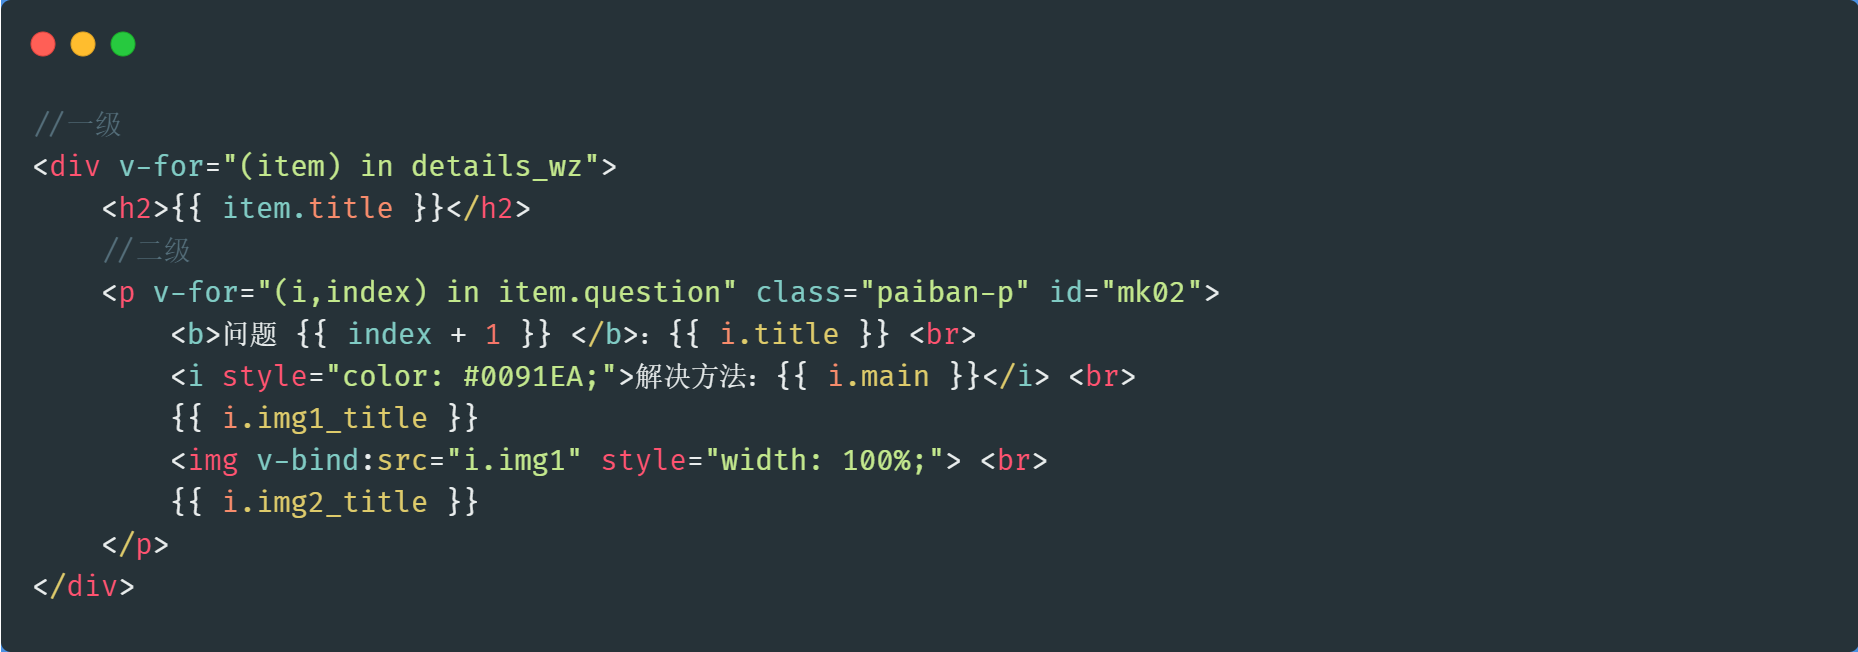 //一级
<div v-for="(item) in details_wz">
    <h2>{{ item.title }}</h2>
    //二级
    <p v-for="(i,index) in item.question" class="paiban-p" id="mk02">
        <b>问题 {{ index + 1 }} </b>：{{ i.title }} <br>
        <i style="color: #0091EA;">解决方法：{{ i.main }}</i> <br>
        {{ i.img1_title }}
        <img v-bind:src="i.img1" style="width: 100%;"> <br>
        {{ i.img2_title }}
    </p>
</div>